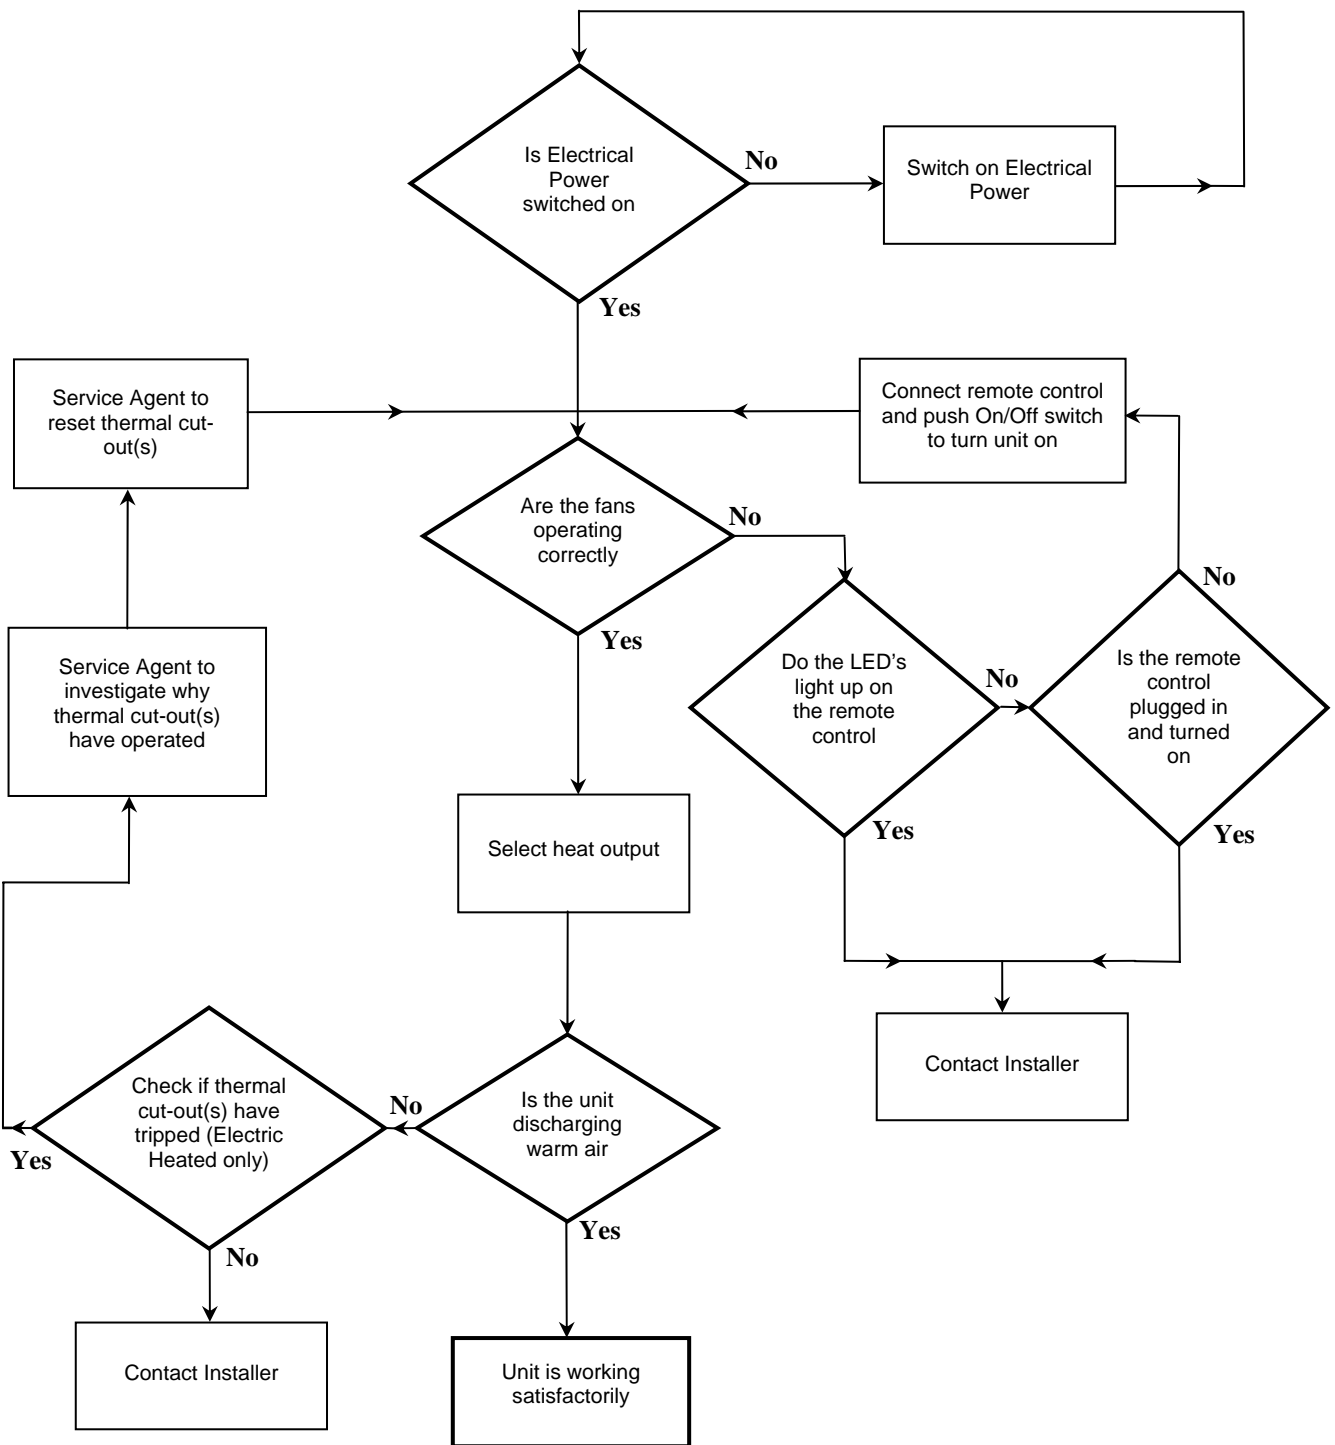 Is Electrical
Power
switched on
No
Switch on Electrical
Power
Yes
Service Agent to
reset thermal cut-
out(s)
Connect remote control
and push On/Off switch
to turn unit on
Are the fans
operating
correctly
No
Yes
Service Agent to
investigate why
thermal cut-out(s)
have operated
Do the LED's
light up on
the remote
control
No
Yes
Is the remote
control
plugged in
and turned
on
No
Yes
Select heat output
Contact Installer
Check if thermal
cut-out(s) have
tripped (Electric
Heated only)
Yes
No
Is the unit
discharging
warm air
No
Yes
Contact Installer
Unit is working
satisfactorily